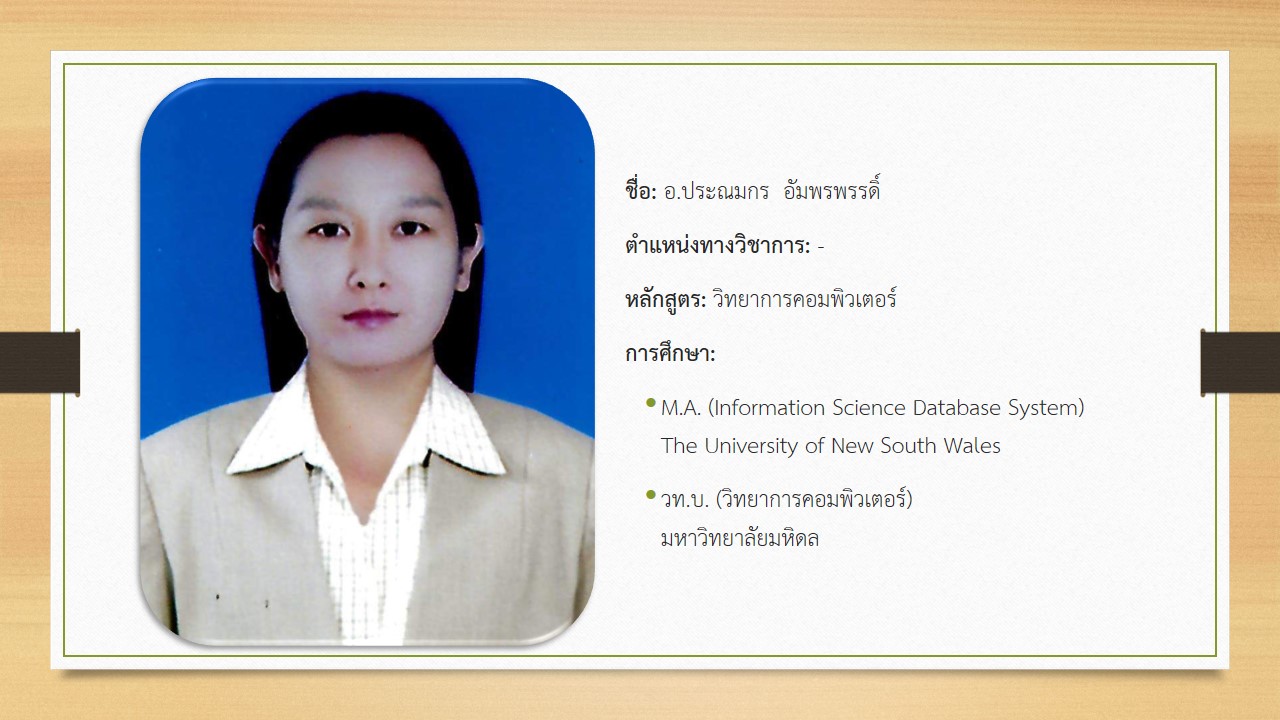 ชื่อ: อ.ประณมกร อัมพรพรรดิ์
ตำแหน่งทางวิชาการ: -
หลักสูตร: วิทยาการคอมพิวเตอร์
การศึกษา:
• M.A. (Information Science Database System)
The University of New South Wales
• วท.บ. (วิทยาการคอมพิวเตอร์)
มหาวิทยาลัยมหิดล